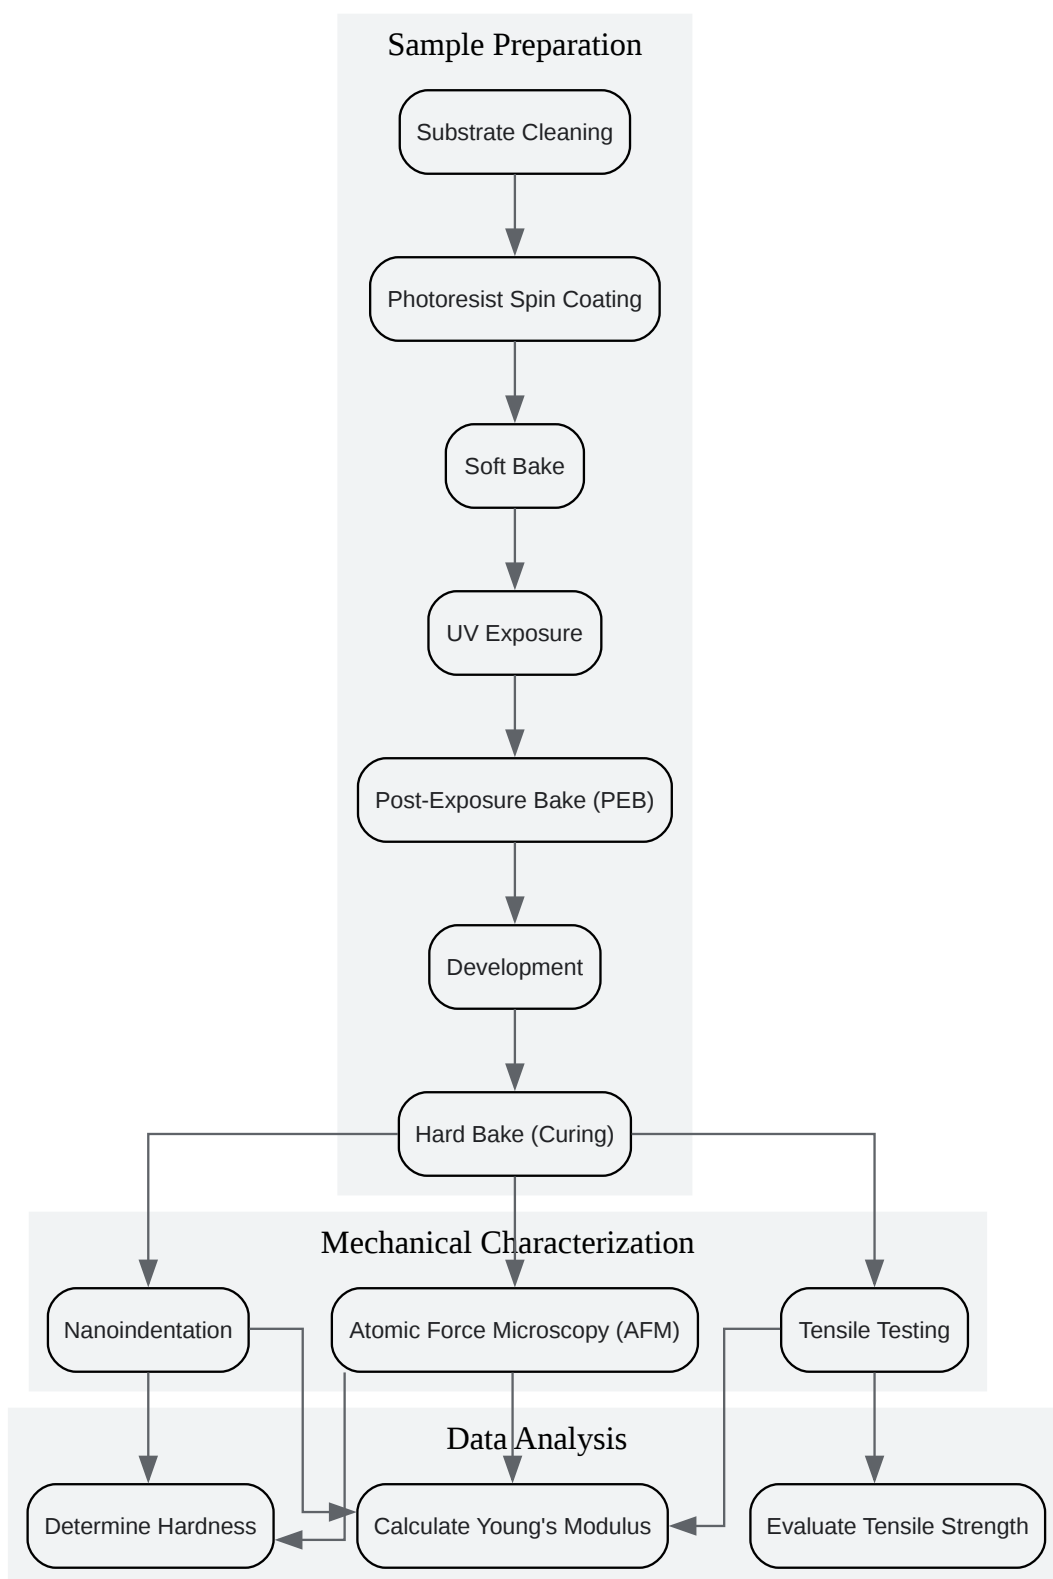 Sample Preparation
Substrate Cleaning
Photoresist Spin Coating
Soft Bake
UV Exposure
Post-Exposure Bake (PEB)
Development
Hard Bake (Curing)
Mechanical Characterization
Nanoindentation
Atomic Force Microscopy (AFM)
Tensile Testing
Data Analysis
Determine Hardness
Calculate Young's Modulus
Evaluate Tensile Strength